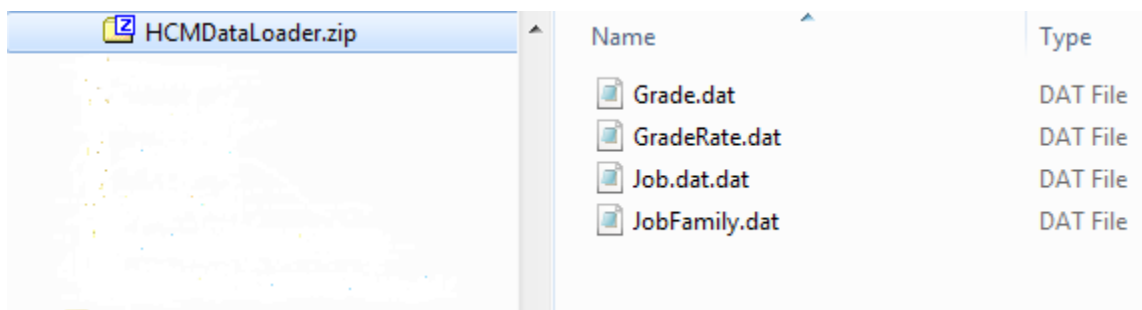 HCMDataLoader.zip
Name Type
Grade.dat DAT File
GradeRate.dat DAT File
Job.dat.dat DAT File
JobFamily.dat DAT File